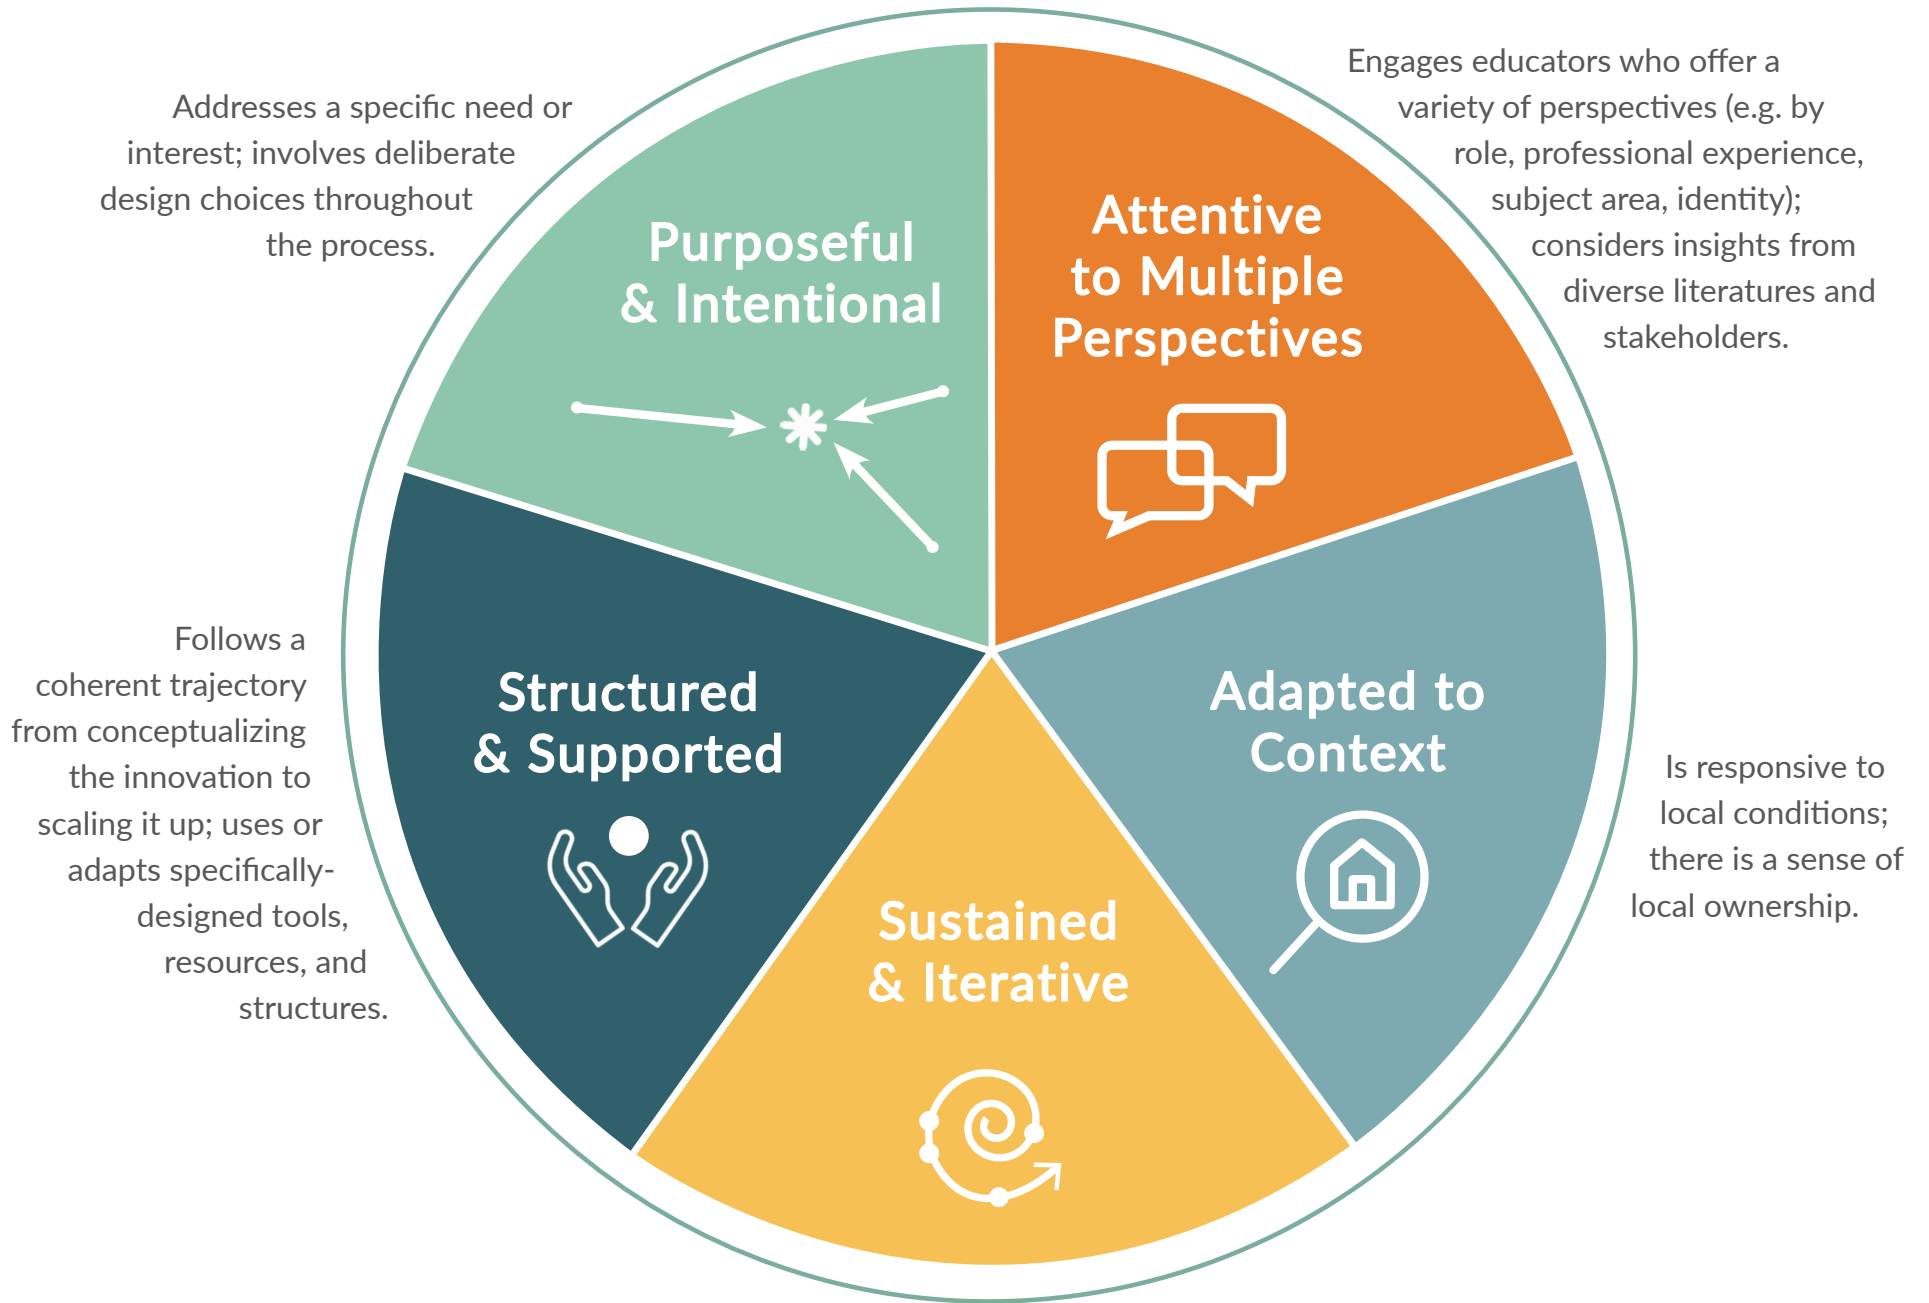 Addresses a specific need or
interest; involves deliberate
design choices throughout
the process.
Purposeful
& Intentional
Attentive
to Multiple
Perspectives
Engages educators who offer a
variety of perspectives (e.g. by
role, professional experience,
subject area, identity);
considers insights from
diverse literatures and
stakeholders.
Follows a
coherent trajectory
from conceptualizing
the innovation to
scaling it up; uses or
adapts specifically-
designed tools,
resources, and
structures.
Structured
& Supported
Sustained
& Iterative
Adapted to
Context
Is responsive to
local conditions;
there is a sense of
local ownership.